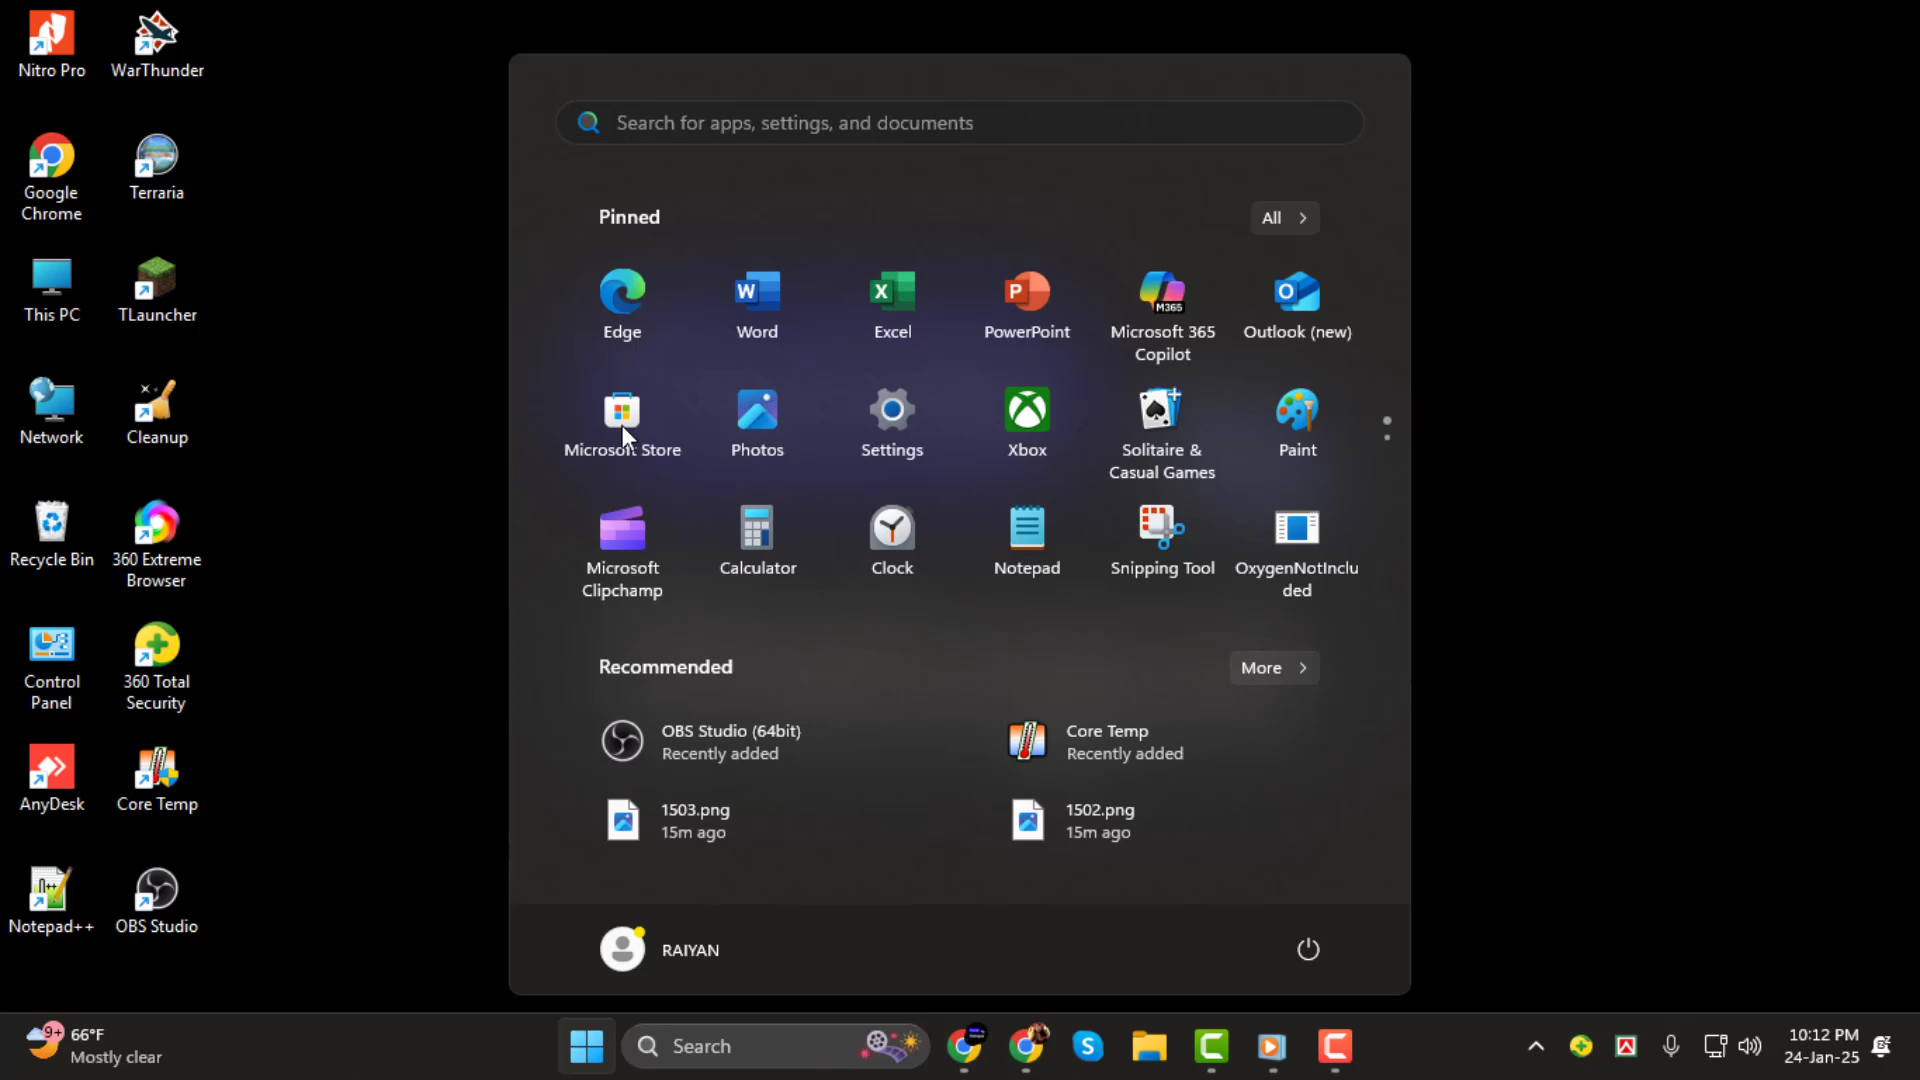 Nitro Pro
WarThunder
Google
Chrome
Terraria
This PC
TLauncher
Network
Cleanup
Recycle Bin
360 Extreme
Browser
Control
Panel
360 Total
Security
AnyDesk
Core Temp
Notepad++
OBS Studio
Search for apps, settings, and documents
Pinned
All
Edge
Word
Excel
PowerPoint
Microsoft 365
Copilot
Outlook (new)
Microsoft Store
Photos
Settings
Xbox
Solitaire &
Casual Games
Paint
Microsoft
Clipchamp
Calculator
Clock
Notepad
Snipping Tool
OxygenNotInclu
ded
Recommended
More
OBS Studio (64bit)
Recently added
Core Temp
Recently added
1503.png
15m ago
1502.png
15m ago
RAIYAN
9+
66°F
Mostly clear
Search
10:12 PM
24-Jan-25